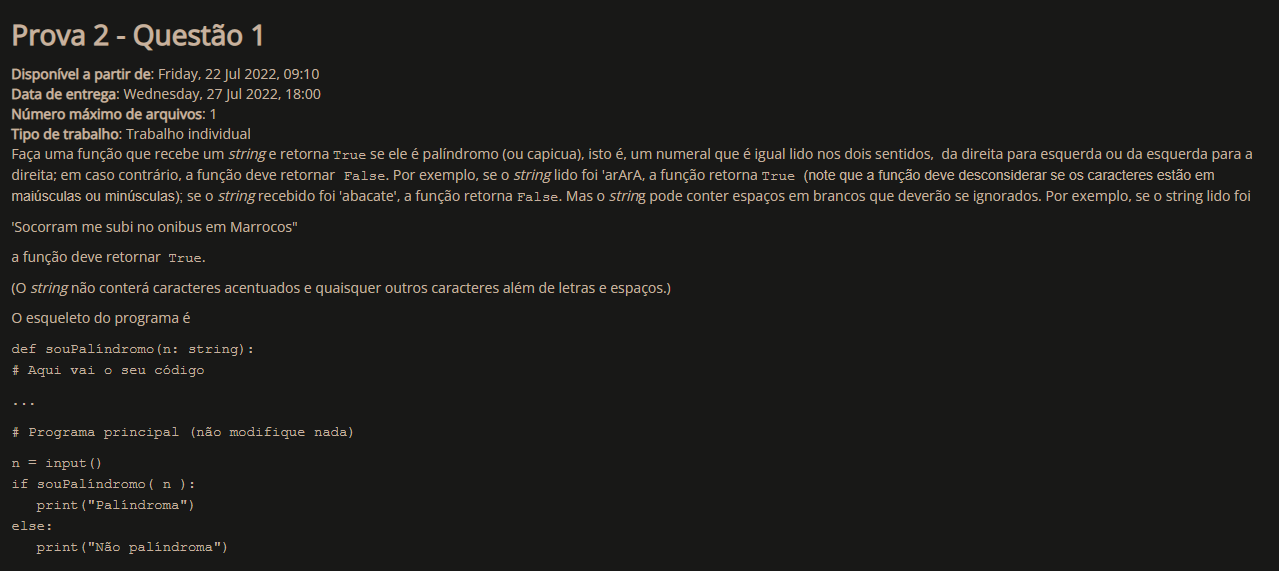 Prova 2 - Questão 1
Disponível a partir de: Friday, 22 Jul 2022, 09:10
Data de entrega: Wednesday, 27 Jul 2022, 18:00
Número máximo de arquivos: 1
Tipo de trabalho: Trabalho individual
Faça uma função que recebe um string e retorna True se ele é palíndromo (ou capicua), isto é, um numeral que é igual lido nos dois sentidos, da direita para esquerda ou da esquerda para a
direita; em caso contrário, a função deve retornar False. Por exemplo, se o string lido foi 'arArA, a função retorna True (note que a função deve desconsiderar se os caracteres estão em
maiúsculas ou minúsculas); se o string recebido foi 'abacate', a função retorna False. Mas o string pode conter espaços em brancos que deverão se ignorados. Por exemplo, se o string lido foi
'Socorram me subi no onibus em Marrocos"
a função deve retornar True.
(O string não conterá caracteres acentuados e quaisquer outros caracteres além de letras e espaços.)
O esqueleto do programa é
def souPalíndromo(n: string):
# Aqui vai o seu código
...
# Programa principal (não modifique nada)
n = input()
if souPalíndromo( n ):
   print("Palíndroma")
else:
   print("Não palíndroma")